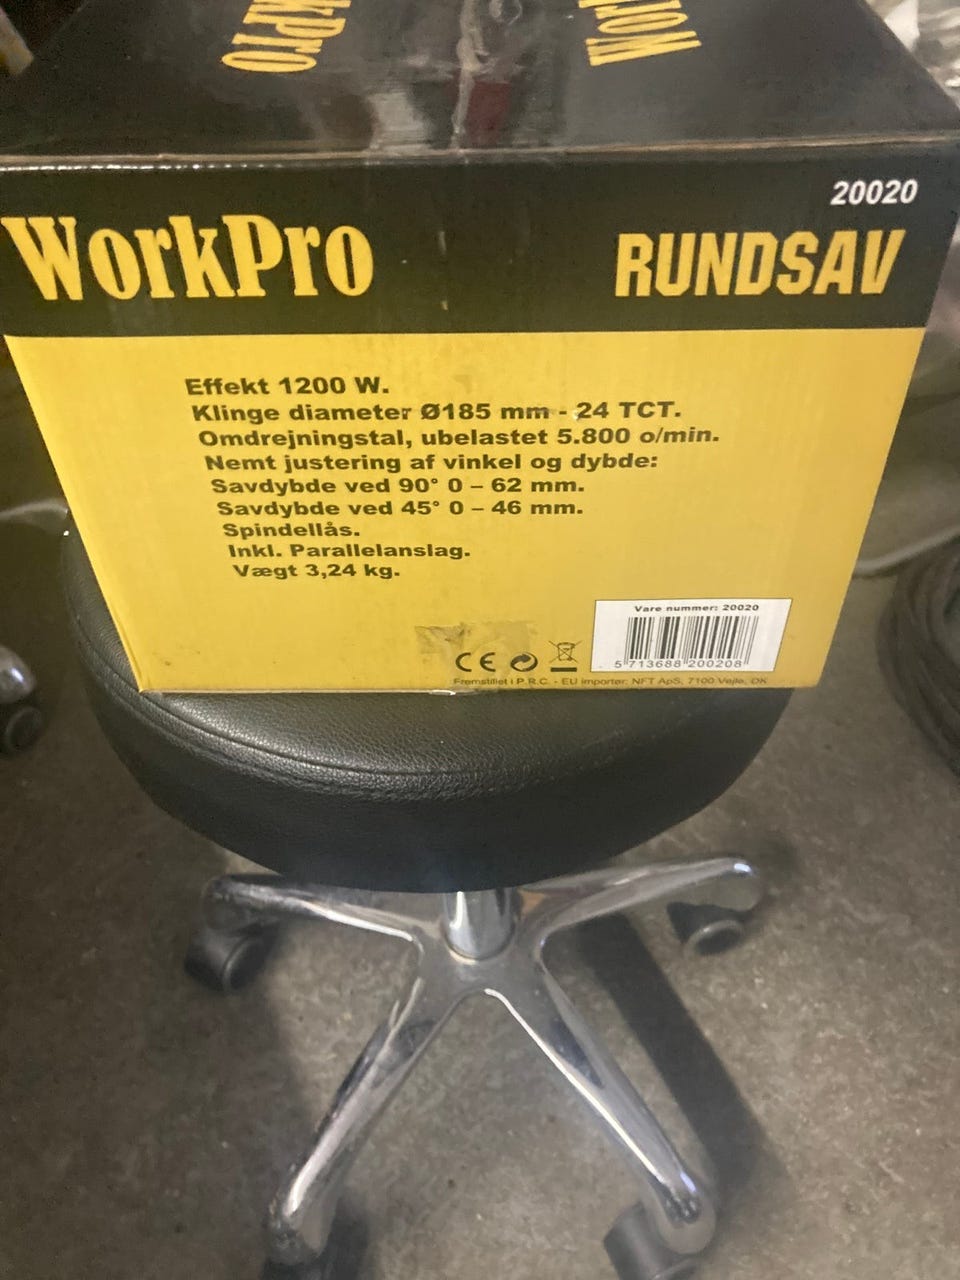 WorkPro
20020
WorkPro
RUNDSAV
Effekt 1200 W.
Klinge diameter Ø185 mm - 24 TCT.
Omdrejningstal, ubelastet 5.800 o/min.
Nemt justering af vinkel og dybde:
Savdybde ved 90° 0 – 62 mm.
Savdybde ved 45° 0 – 46 mm.
Spindellås.
Inkl. Parallelanslag.
Vægt 3,24 kg.
Vare nummer: 20020
5 713688 200208
CE
Fremstillet i P.R.C. - EU importør: NFT ApS, 7100 Vejle, DK